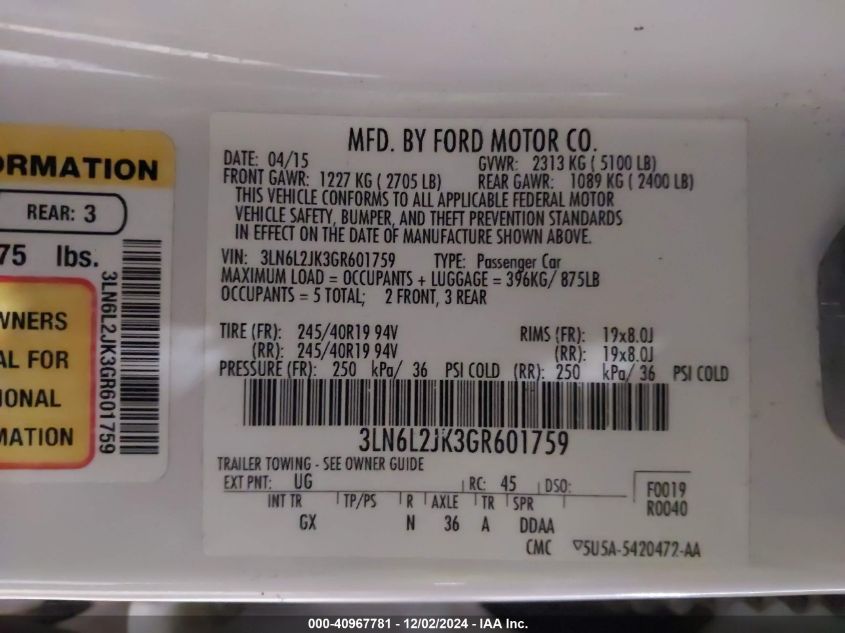 ORMATION
REAR: 3
75 lbs.
WNERS
AL FOR
IONAL
MATION
3LN6L2JK3GR601759
MFD. BY FORD MOTOR CO.
DATE: 04/15 GVWR: 2313 KG ( 5100 LB)
FRONT GAWR: 1227 KG ( 2705 LB) REAR GAWR: 1089 KG ( 2400 LB)
THIS VEHICLE CONFORMS TO ALL APPLICABLE FEDERAL MOTOR
VEHICLE SAFETY, BUMPER, AND THEFT PREVENTION STANDARDS
IN EFFECT ON THE DATE OF MANUFACTURE SHOWN ABOVE.
VIN: 3LN6L2JK3GR601759 TYPE: Passenger Car
MAXIMUM LOAD = OCCUPANTS + LUGGAGE = 396KG/ 875LB
OCCUPANTS = 5 TOTAL; 2 FRONT, 3 REAR
TIRE (FR): 245/40R19 94V RIMS (FR): 19x8.0J
(RR): 245/40R19 94V (RR): 19x8.0J
PRESSURE (FR): 250 kPa/ 36 PSI COLD (RR): 250 kPa/ 36 PSI COLD
3LN6L2JK3GR601759
TRAILER TOWING - SEE OWNER GUIDE
EXT PNT: UG RC: 45 DSO: F0019
INT TR TP/PS R AXLE TR SPR R0040
GX N 36 A DDAA
CMC ▽5U5A-5420472-AA
000-40967781 - 12/02/2024 - © IAA, Inc.